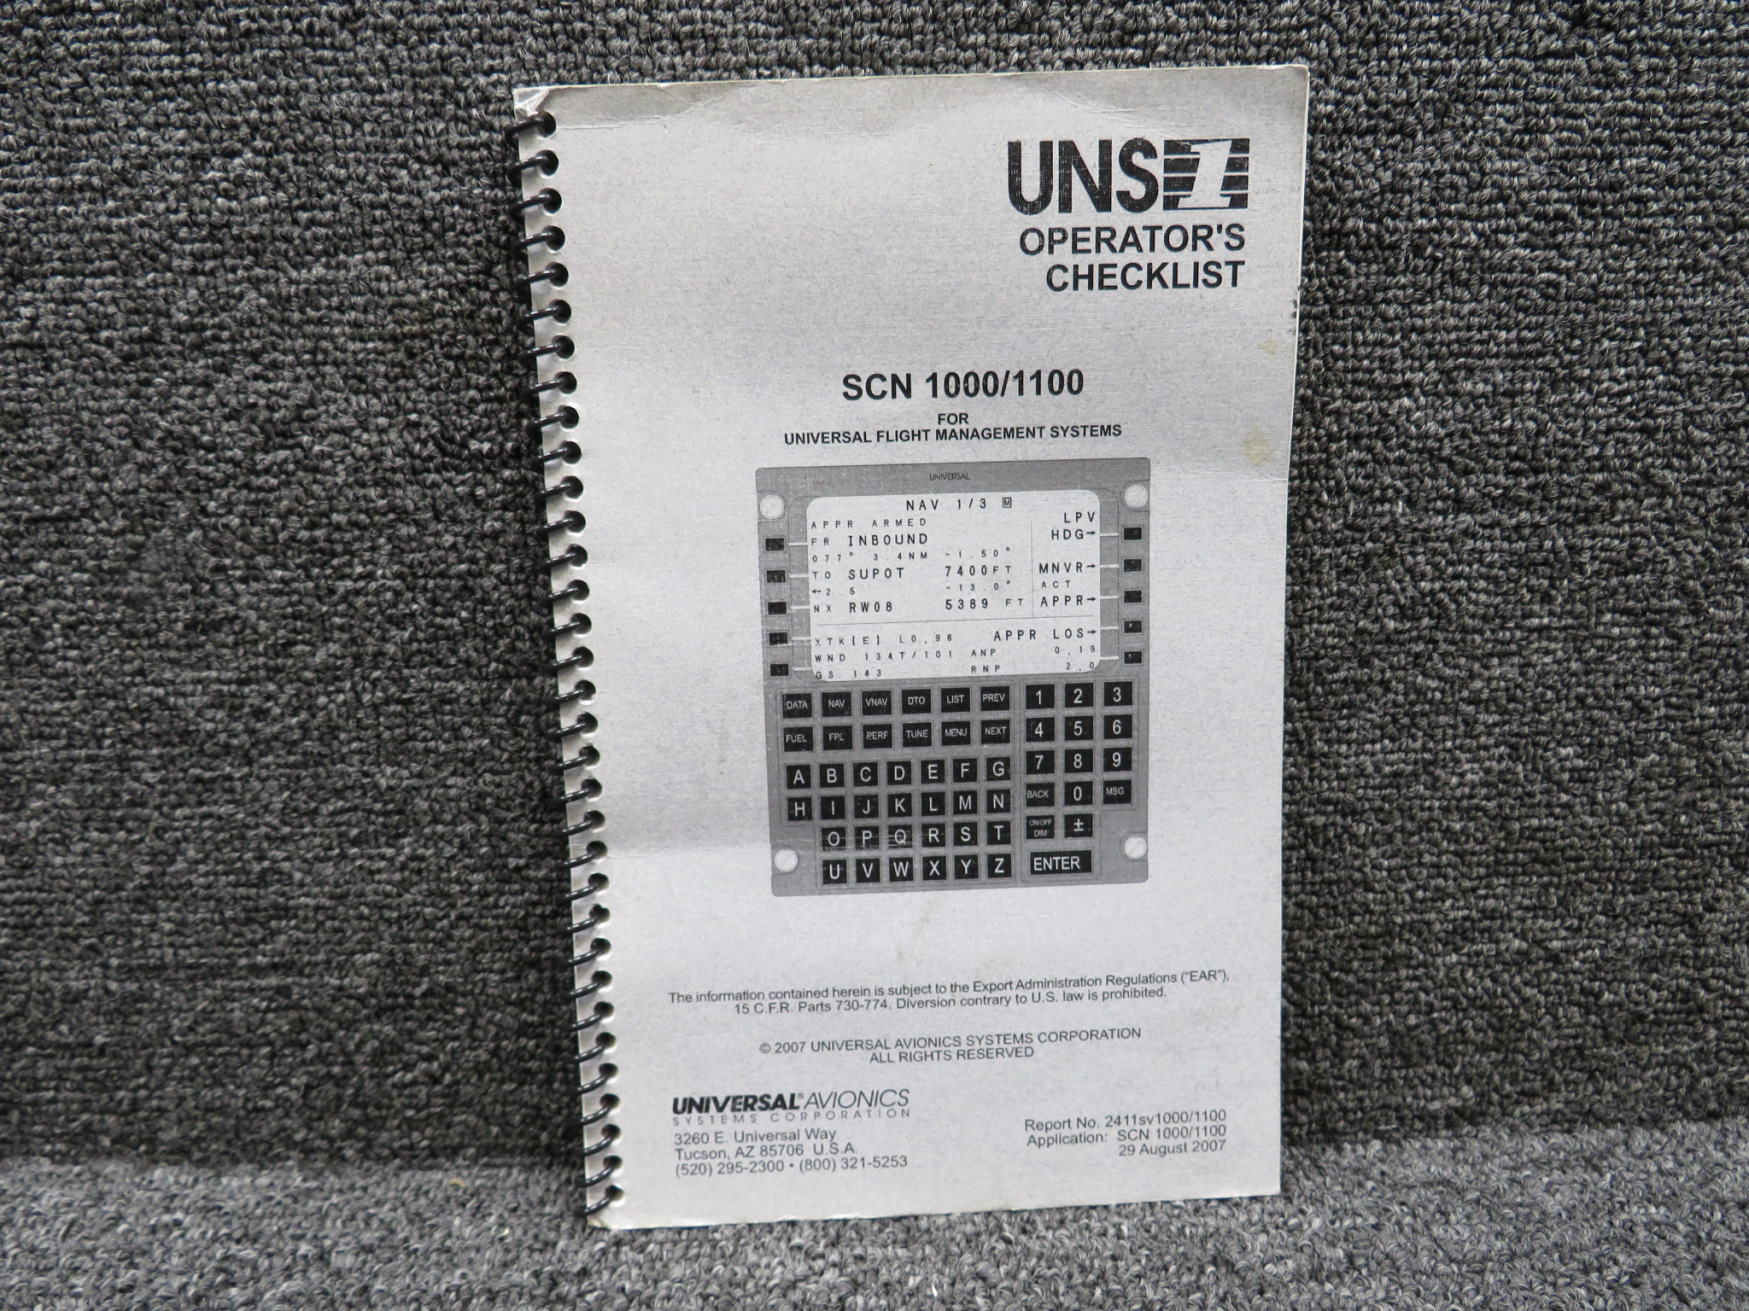 UNS 1
OPERATOR'S
CHECKLIST
SCN 1000/1100
FOR
UNIVERSAL FLIGHT MANAGEMENT SYSTEMS
UNIVERSAL
NAV 1/3 M
APPR ARMED LPV
FR INBOUND HDG→
077° 3.4NM -1.50°
TO SUPOT 7400FT MNVR→
←2.5 -13.0° ACT
NX RW08 5389 FT APPR→
XTK(E) L0.96 APPR LOS→
WND 134T/101 ANP 0.19
GS 143 RNP 2.0
DATA NAV VNAV DTO LIST PREV 1 2 3
FUEL FPL PERF TUNE MENU NEXT 4 5 6
A B C D E F G 7 8 9
H I J K L M N BACK 0 MSG
O P Q R S T ON/OFF DIM ±
U V W X Y Z ENTER
The information contained herein is subject to the Export Administration Regulations ("EAR"),
15 C.F.R. Parts 730-774. Diversion contrary to U.S. law is prohibited.
© 2007 UNIVERSAL AVIONICS SYSTEMS CORPORATION
ALL RIGHTS RESERVED
UNIVERSAL® AVIONICS
SYSTEMS CORPORATION
3260 E. Universal Way
Tucson, AZ 85706 U.S.A.
(520) 295-2300 • (800) 321-5253
Report No. 2411sv1000/1100
Application: SCN 1000/1100
29 August 2007